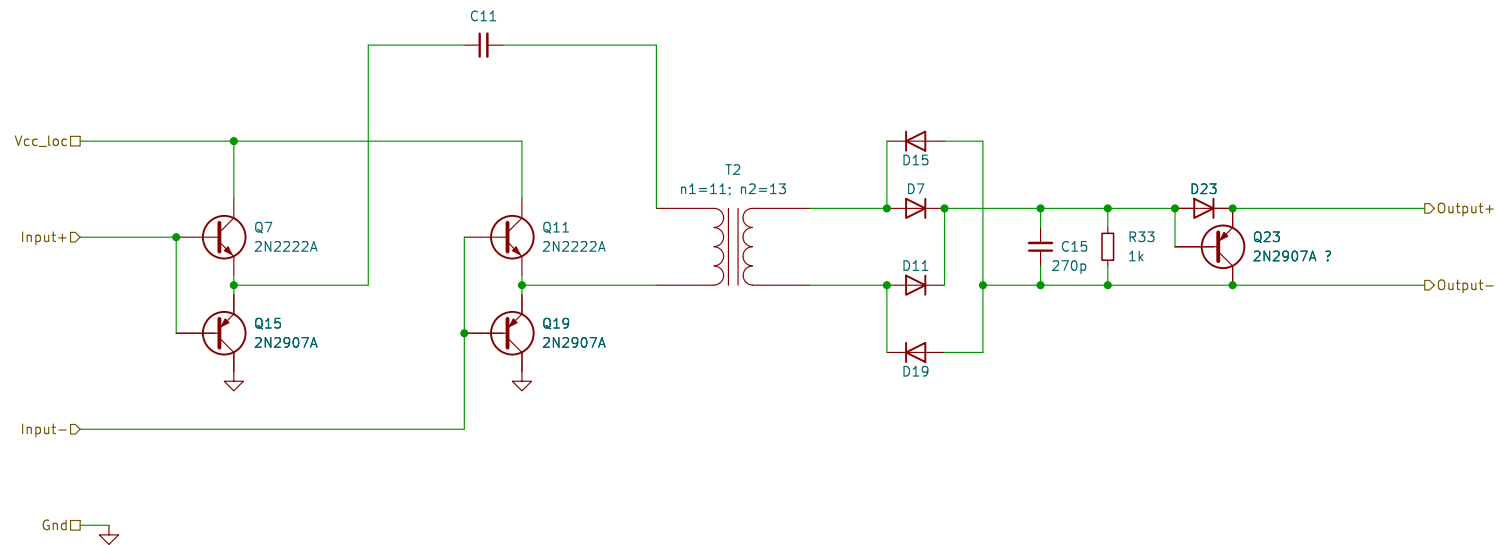 C11
Vcc_loc
D15
T2
n1=11; n2=13
D7
D23
Output+
Q7
2N2222A
Q11
2N2222A
Input+
C15
270p
R33
1k
Q23
2N2907A ?
D11
Output-
Q15
2N2907A
Q19
2N2907A
D19
Input-
Gnd